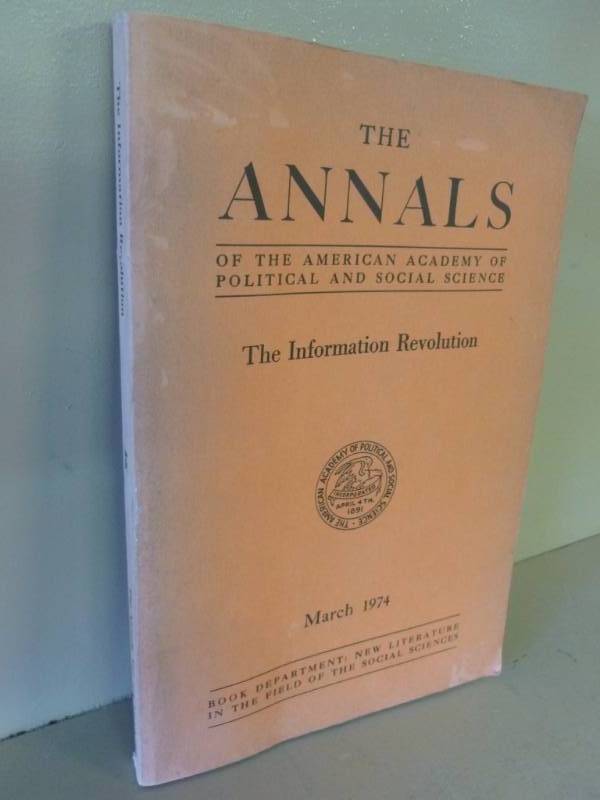 THE
ANNALS
OF THE AMERICAN ACADEMY OF
POLITICAL AND SOCIAL SCIENCE
The Information Revolution
THE AMERICAN ACADEMY OF POLITICAL AND SOCIAL SCIENCE
INCORPORATED
APRIL 4TH.
1891
March 1974
BOOK DEPARTMENT: NEW LITERATURE
IN THE FIELD OF THE SOCIAL SCIENCES
The Information Revolution